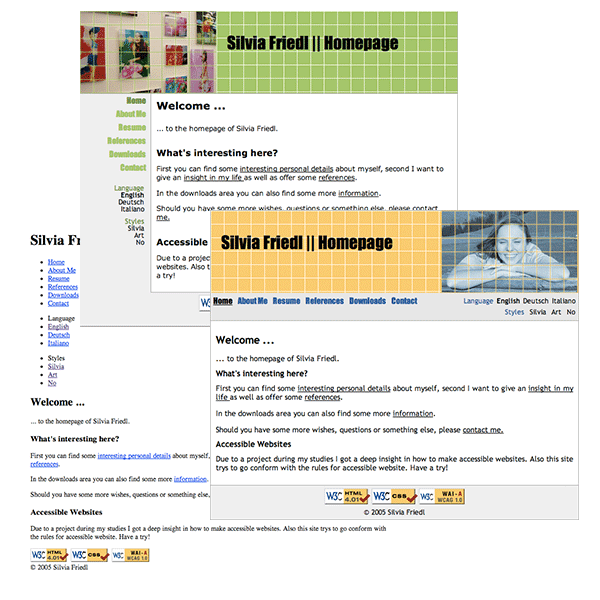 Silvia Friedl || Homepage
Home
About Me
Resume
References
Downloads
Contact
Language
English
Deutsch
Italiano
Styles
Silvia
Art
No
Welcome ...
... to the homepage of Silvia Friedl.
What's interesting here?
First you can find some interesting personal details about myself, second I want to
give an insight in my life as well as offer some references.
In the downloads area you can also find some more information.
Should you have some more wishes, questions or something else, please contact
me.
Accessible
Due to a proj
websites. Also t
a try!
W3C
Silvia Friedl || Homepage
Home About Me Resume References Downloads Contact
Language English Deutsch Italiano
Styles Silvia Art No
Welcome ...
... to the homepage of Silvia Friedl.
What's interesting here?
First you can find some interesting personal details about myself, second I want to give an insight in my
life as well as offer some references.
In the downloads area you can also find some more information.
Should you have some more wishes, questions or something else, please contact me.
Accessible Websites
Due to a project during my studies I got a deep insight in how to make accessible websites. Also this site
trys to go conform with the rules for accessible website. Have a try!
W3C HTML 4.01 W3C CSS W3C WAI-A WCAG 1.0
© 2005 Silvia Friedl
Silvia Fr
Home
About Me
Resume
References
Downloads
Contact
Language
English
Deutsch
Italiano
Styles
Silvia
Art
No
Welcome ...
... to the homepage of Silvia Friedl.
What's interesting here?
First you can find some interesting personal details about myself,
references.
In the downloads area you can also find some more information.
Should you have some more wishes, questions or something else,
Accessible Websites
Due to a project during my studies I got a deep insight in how to make accessible websites. Also this site trys to go conform with
the rules for accessible website. Have a try!
W3C HTML 4.01 W3C CSS W3C WAI-A WCAG 1.0
© 2005 Silvia Friedl